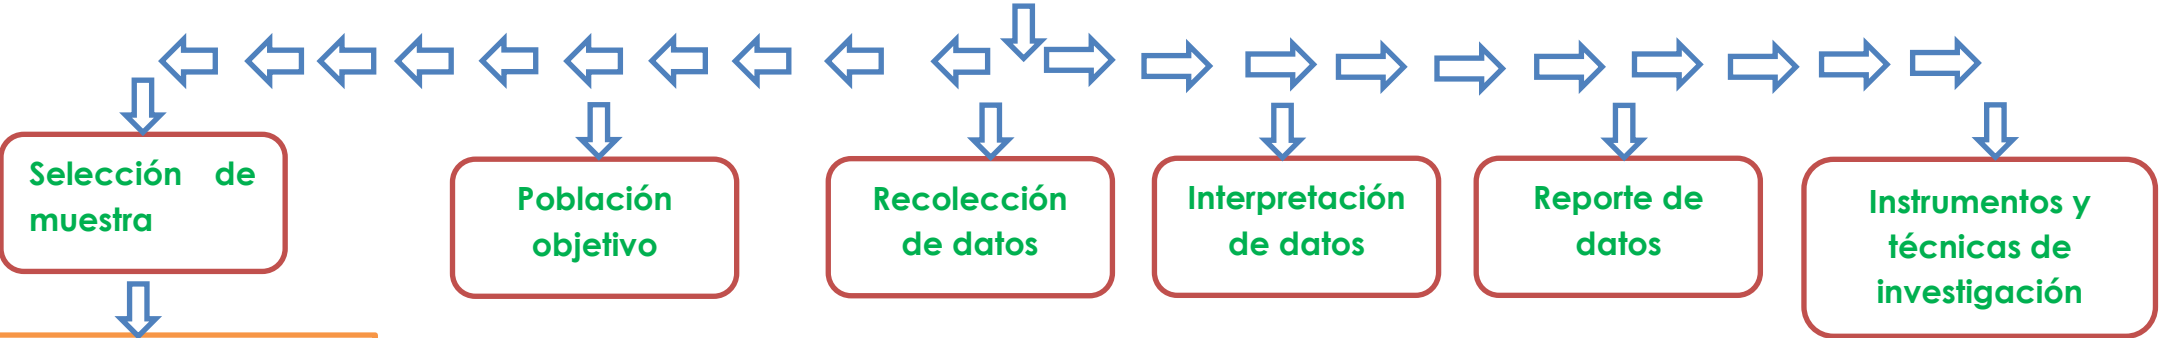 Selección de
muestra
Población
objetivo
Recolección
de datos
Interpretación
de datos
Reporte de
datos
Instrumentos y
técnicas de
investigación